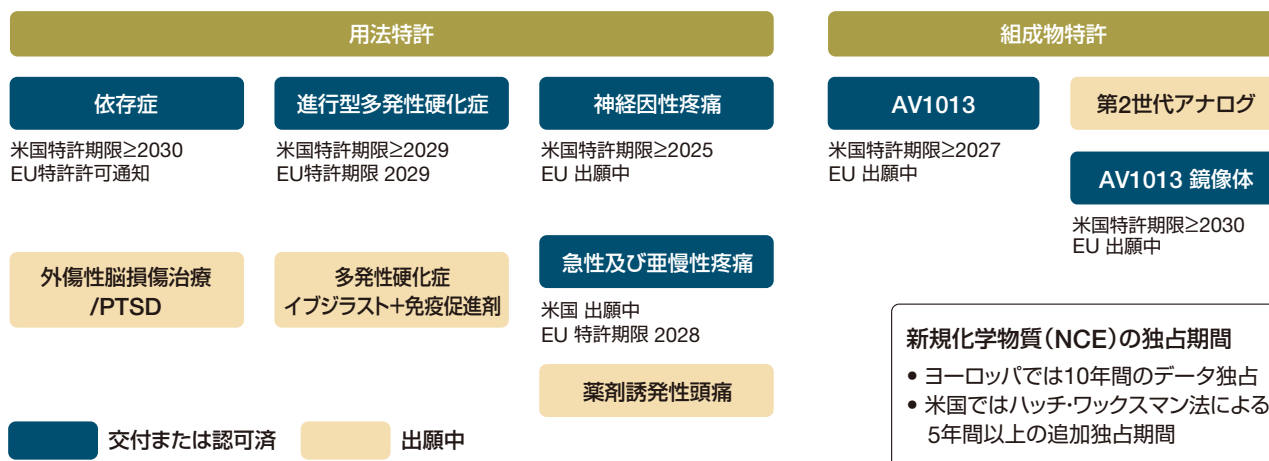 用法特許
組成物特許
依存症
米国特許期限≥2030
EU特許許可通知
進行型多発性硬化症
米国特許期限≥2029
EU特許期限 2029
神経因性疼痛
米国特許期限≥2025
EU 出願中
AV1013
米国特許期限≥2027
EU 出願中
第2世代アナログ
AV1013 鏡像体
米国特許期限≥2030
EU 出願中
外傷性脳損傷治療
/PTSD
多発性硬化症
イブジラスト+免疫促進剤
急性及び亜慢性疼痛
米国 出願中
EU 特許期限 2028
薬剤誘発性頭痛
新規化学物質(NCE)の独占期間
• ヨーロッパでは10年間のデータ独占
• 米国ではハッチ・ワックスマン法による
5年間以上の追加独占期間
交付または認可済
出願中